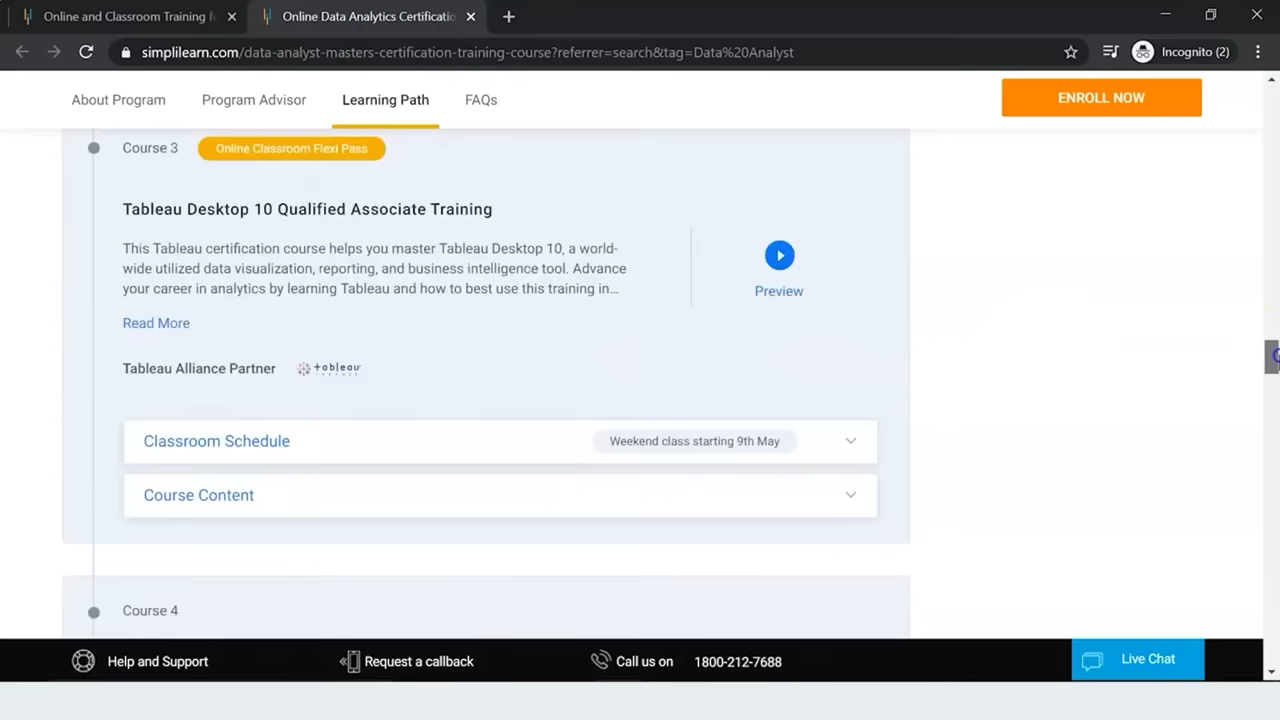 Online and Classroom Training f
Online Data Analytics Certificatio
simplilearn.com/data-analyst-masters-certification-training-course?referrer=search&tag=Data%20Analyst
Incognito (2)
About Program
Program Advisor
Learning Path
FAQs
ENROLL NOW
Course 3
Online Classroom Flexi Pass
Tableau Desktop 10 Qualified Associate Training
This Tableau certification course helps you master Tableau Desktop 10, a world-
wide utilized data visualization, reporting, and business intelligence tool. Advance
your career in analytics by learning Tableau and how to best use this training in...
Preview
Read More
Tableau Alliance Partner
+ableau
Classroom Schedule
Weekend class starting 9th May
Course Content
Course 4
Help and Support
Request a callback
Call us on
1800-212-7688
Live Chat